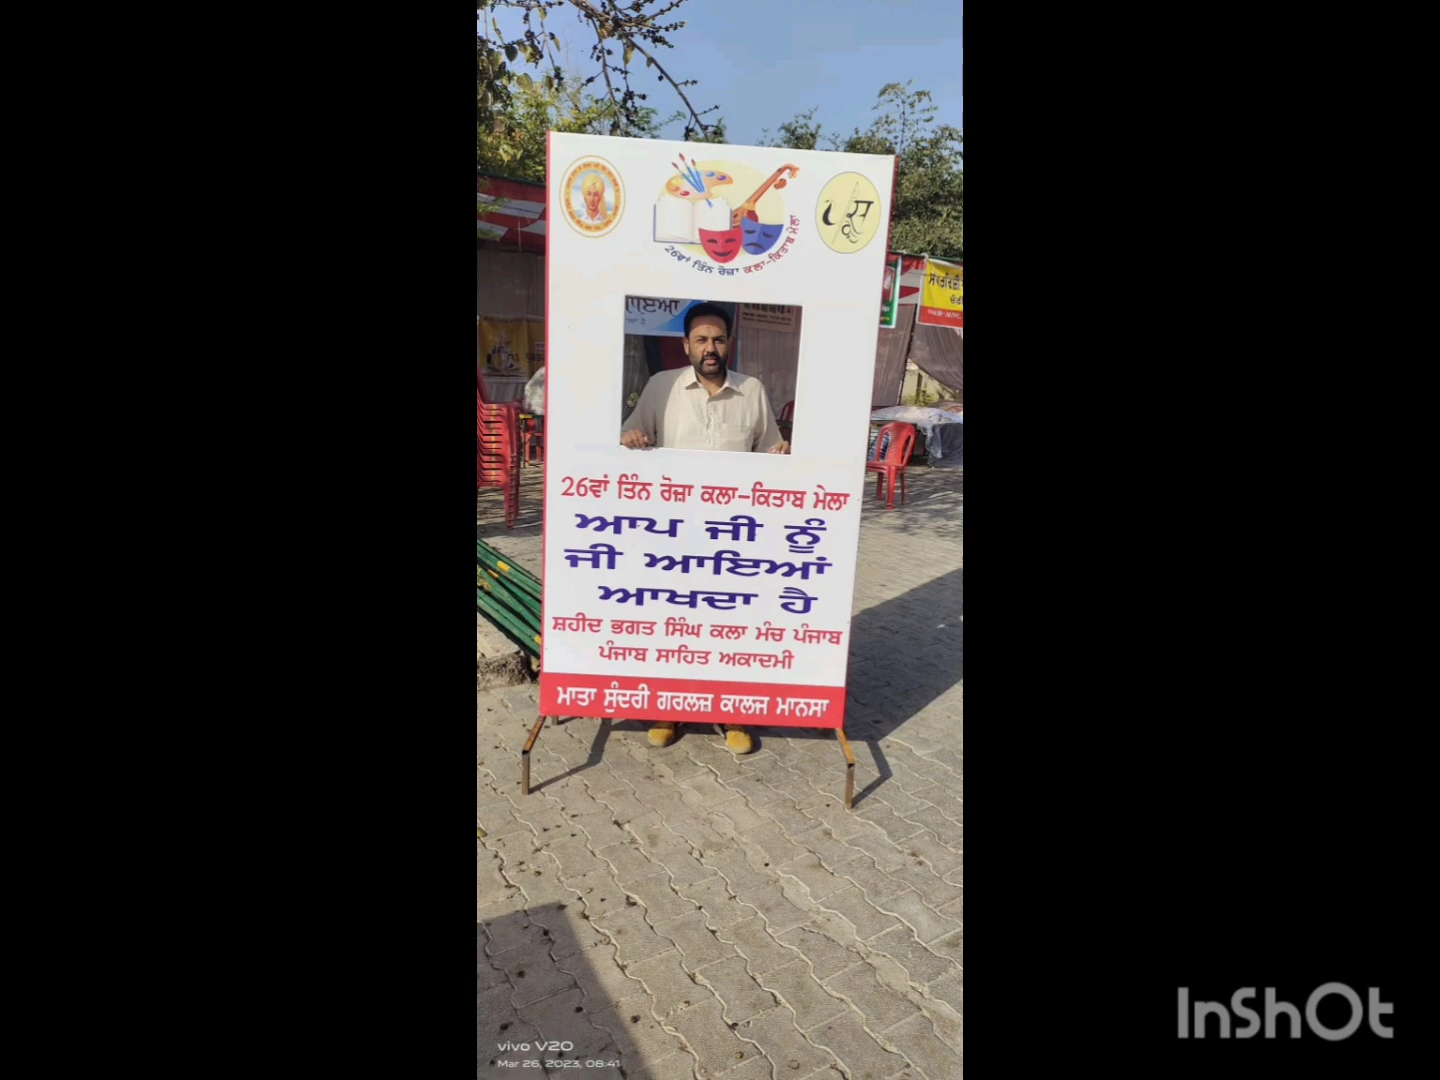 26ਵਾਂ ਤਿੰਨ ਰੋਜ਼ਾ ਕਲਾ-ਕਿਤਾਬ ਮੇਲਾ
26ਵਾਂ ਤਿੰਨ ਰੋਜ਼ਾ ਕਲਾ-ਕਿਤਾਬ ਮੇਲਾ
ਆਪ ਜੀ ਨੂੰ
ਜੀ ਆਇਆਂ
ਆਖਦਾ ਹੈ
ਸ਼ਹੀਦ ਭਗਤ ਸਿੰਘ ਕਲਾ ਮੰਚ ਪੰਜਾਬ
ਪੰਜਾਬ ਸਾਹਿਤ ਅਕਾਦਮੀ
ਮਾਤਾ ਸੁੰਦਰੀ ਗਰਲਜ਼ ਕਾਲਜ ਮਾਨਸਾ
vivo V20
Mar 26, 2023, 08:41
InShOt